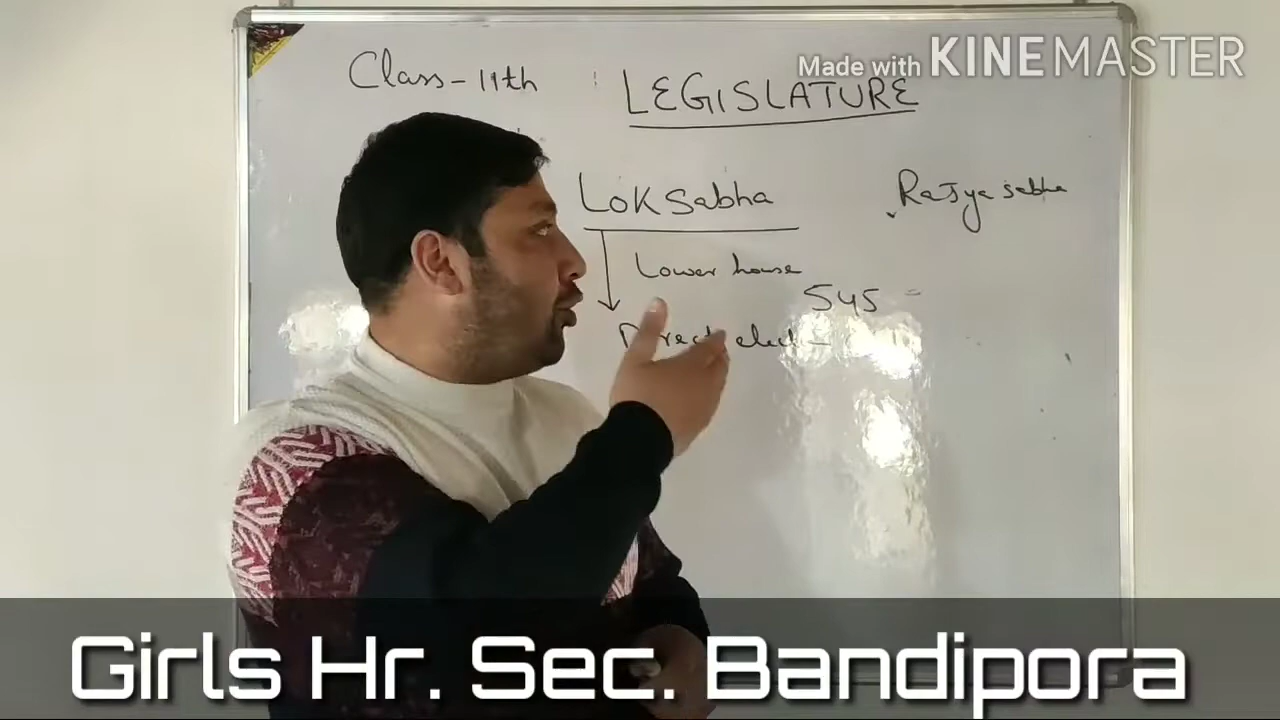 Made with KINEMASTER
Class-11th
LEGISLATURE
LOK Sabha
RaJya sabha
Lower house
545
Direct elect
Girls Hr. Sec. Bandipora